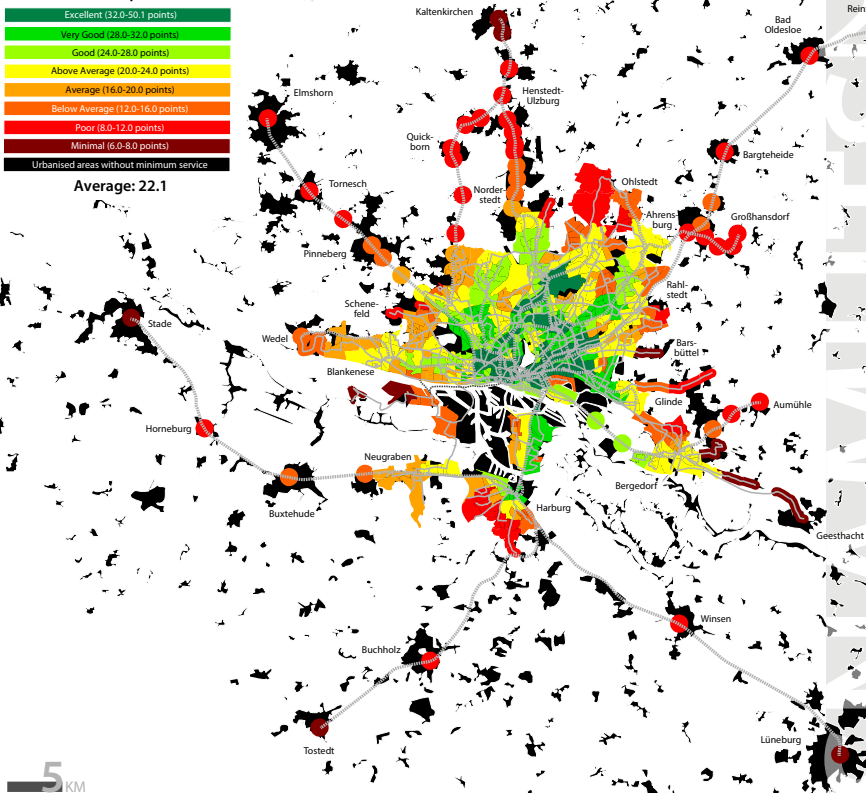 Excellent (32.0-50.1 points)
Very Good (28.0-32.0 points)
Good (24.0-28.0 points)
Above Average (20.0-24.0 points)
Average (16.0-20.0 points)
Below Average (12.0-16.0 points)
Poor (8.0-12.0 points)
Minimal (6.0-8.0 points)
Urbanised areas without minimum service
Average: 22.1
Kaltenkirchen
Rein
Bad
Oldesloe
Elmshorn
Henstedt-
Ulzburg
Quick-
born
Bargteheide
Tornesch
Norder-
stedt
Ohlstedt
Ahrens-
burg
Großhansdorf
Pinneberg
Rahl-
stedt
Schene-
feld
Stade
Wedel
Bars-
büttel
Blankenese
Glinde
Aumühle
Horneburg
Neugraben
Bergedorf
Buxtehude
Harburg
Geesthacht
Winsen
Buchholz
Lüneburg
Tostedt
5 KM